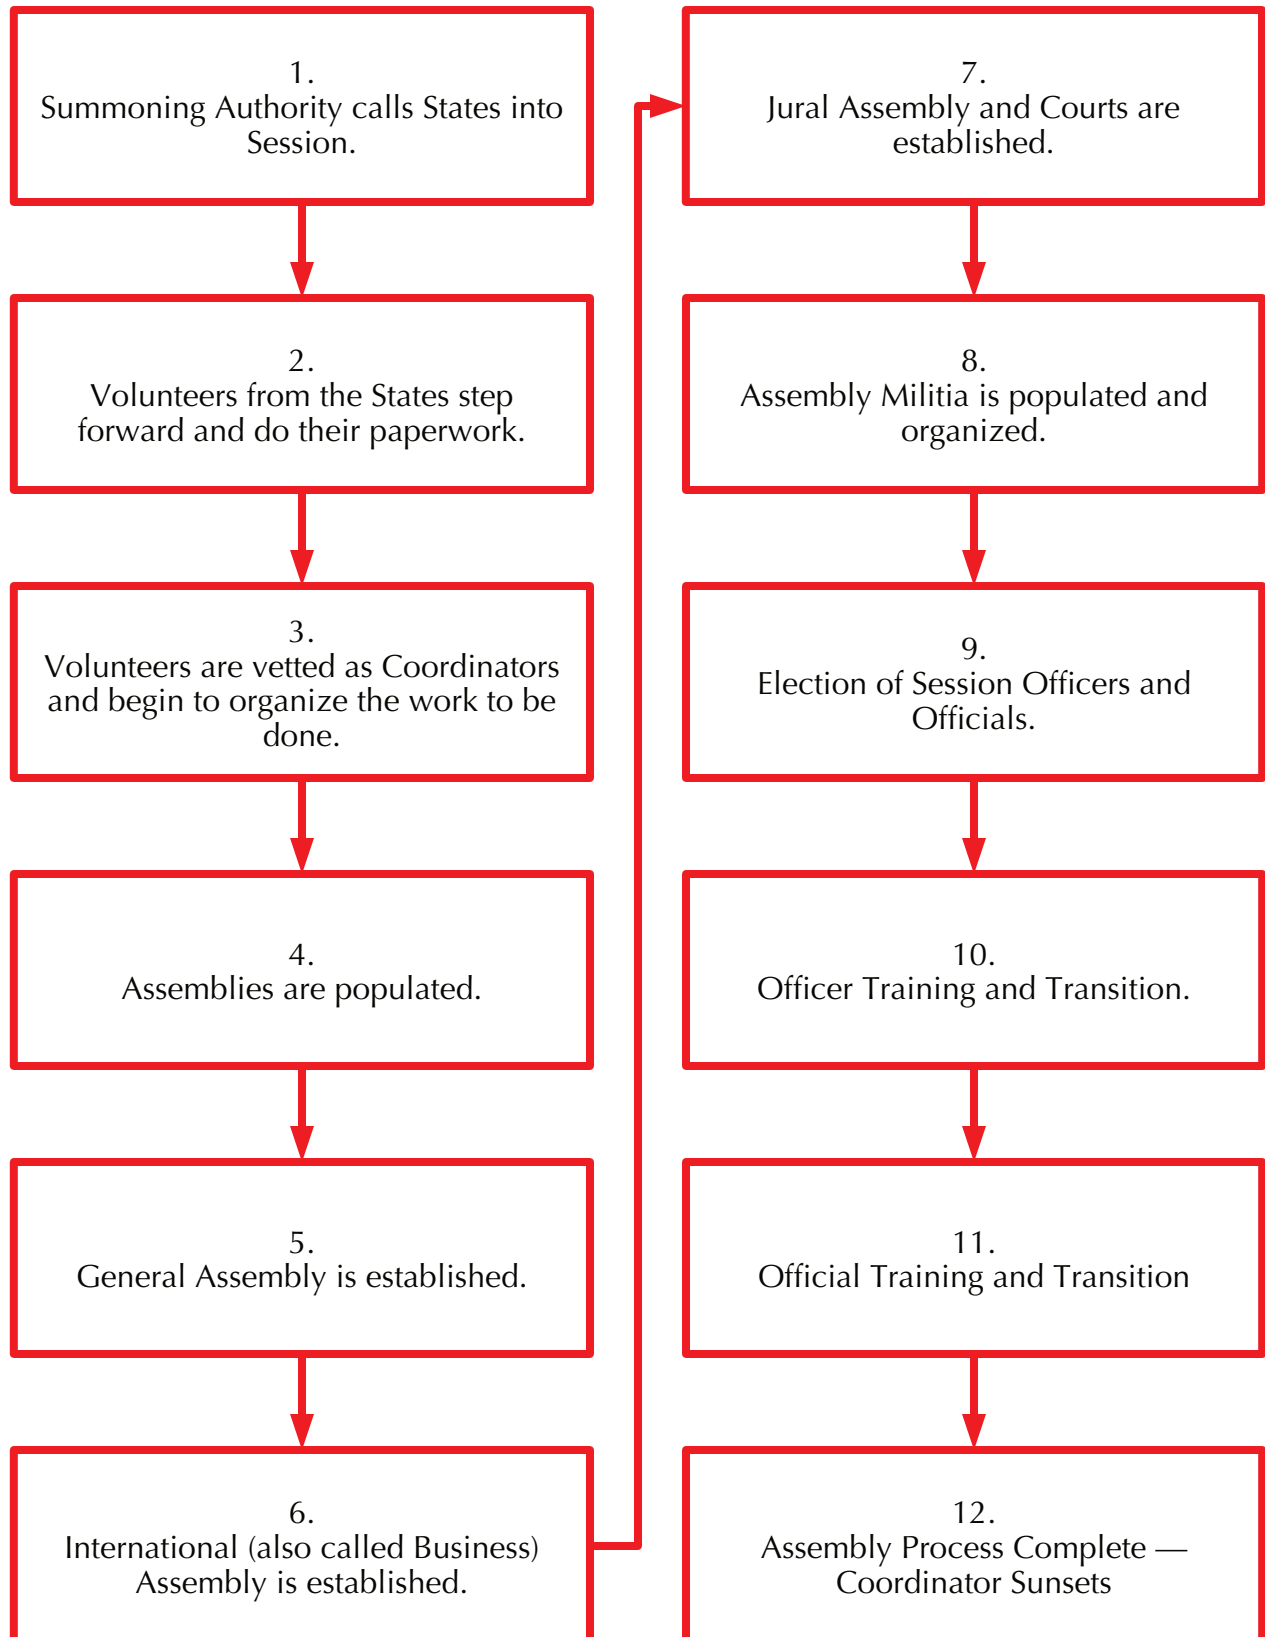 1.
Summoning Authority calls States into
Session.
2.
Volunteers from the States step
forward and do their paperwork.
3.
Volunteers are vetted as Coordinators
and begin to organize the work to be
done.
4.
Assemblies are populated.
5.
General Assembly is established.
6.
International (also called Business)
Assembly is established.
7.
Jural Assembly and Courts are
established.
8.
Assembly Militia is populated and
organized.
9.
Election of Session Officers and
Officials.
10.
Officer Training and Transition.
11.
Official Training and Transition
12.
Assembly Process Complete —
Coordinator Sunsets